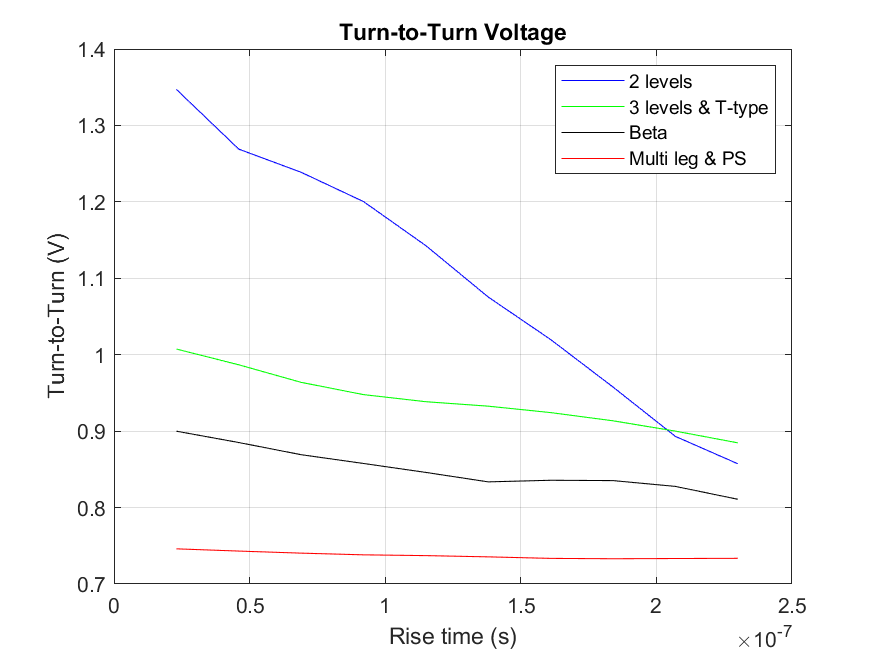 Turn-to-Turn Voltage
1.4
1.3
1.2
1.1
1
0.9
0.8
0.7
Turn-to-Turn (V)
2 levels
3 levels & T-type
Beta
Multi leg & PS
0 0.5 1 1.5 2 2.5
Rise time (s)
×10-7